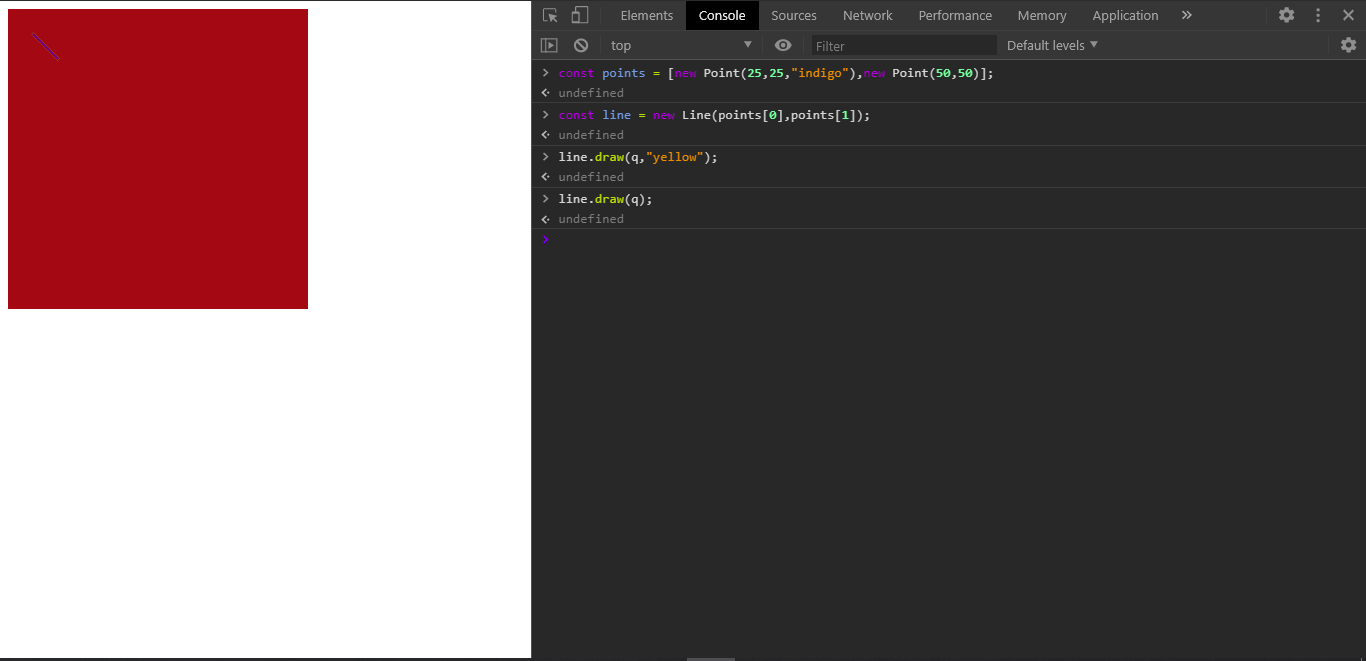 Elements Console Sources Network Performance Memory Application »
top Filter Default levels
const points = [new Point(25,25,"indigo"),new Point(50,50)];
undefined
const line = new Line(points[0],points[1]);
undefined
line.draw(q,"yellow");
undefined
line.draw(q);
undefined